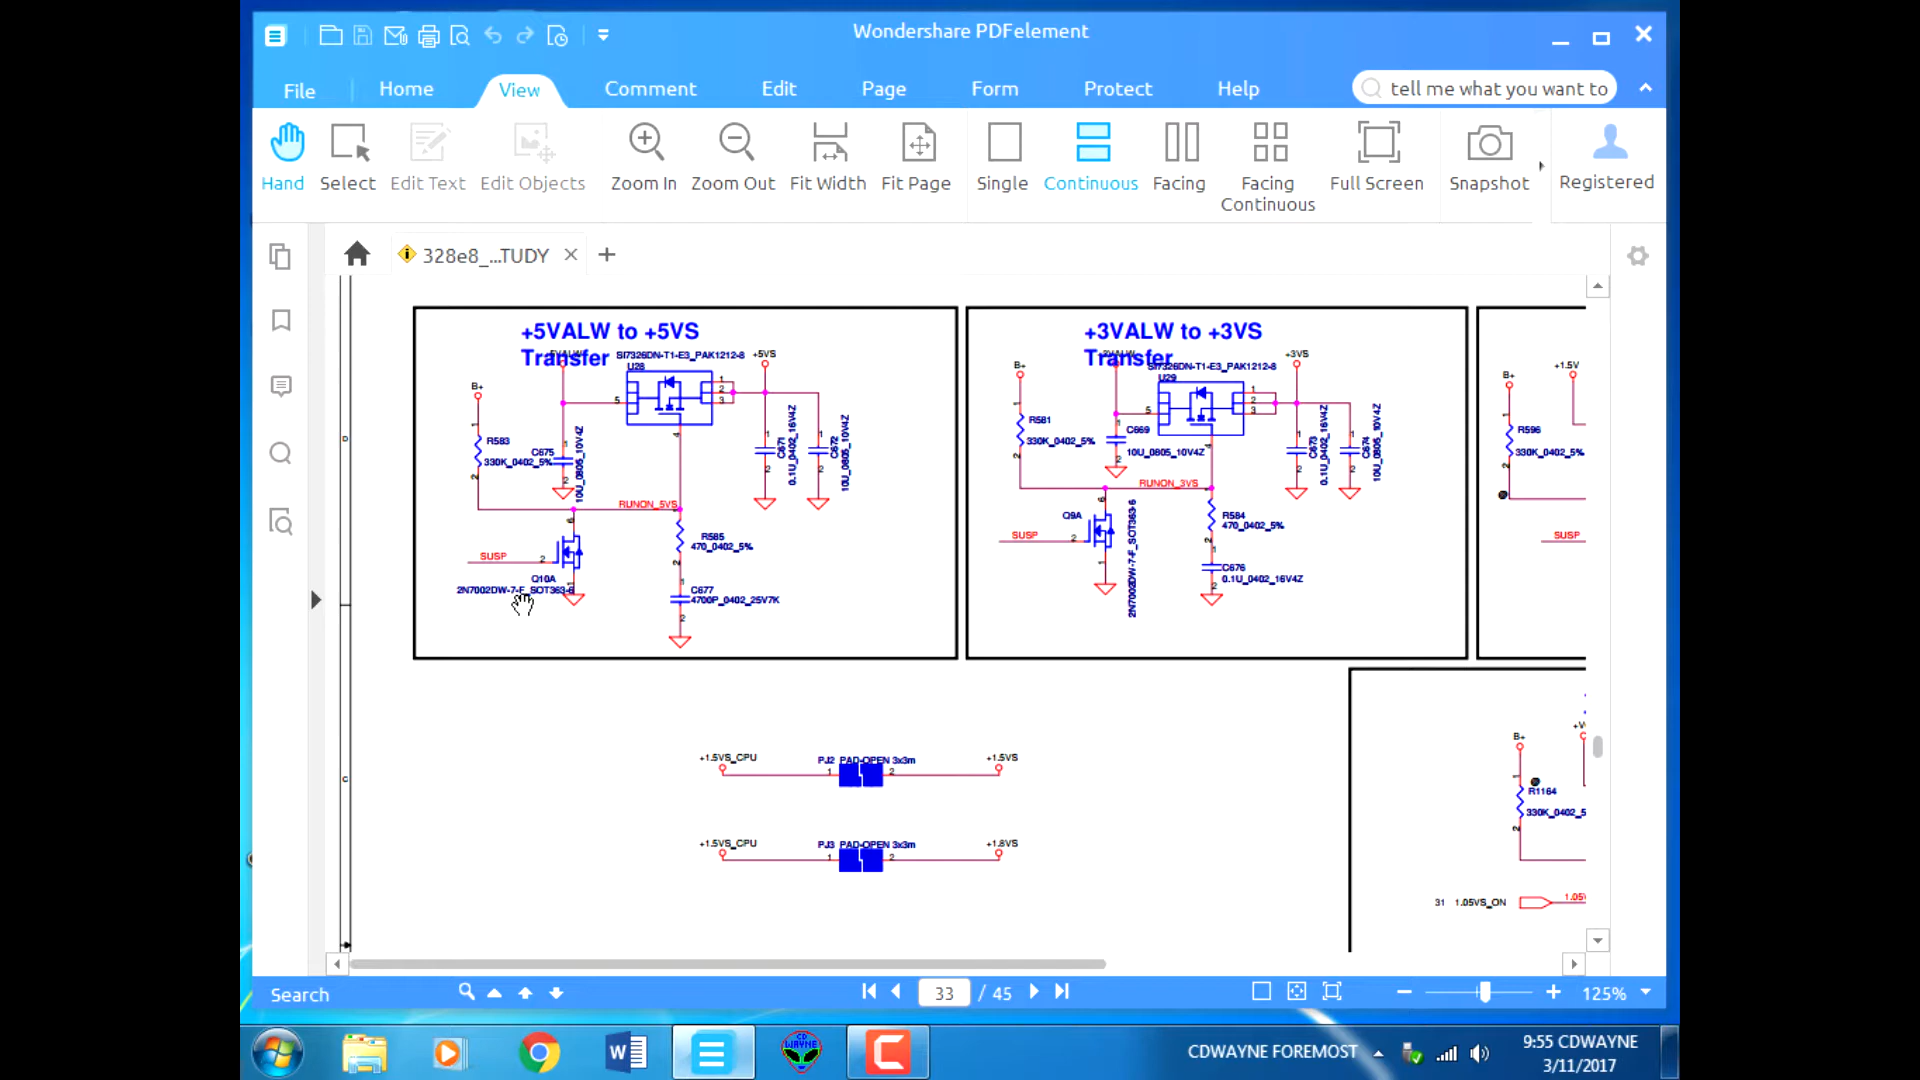 Wondershare PDFelement
File
Home
View
Comment
Edit
Page
Form
Protect
Help
tell me what you want to
Hand
Select
Edit Text
Edit Objects
Zoom In
Zoom Out
Fit Width
Fit Page
Single
Continuous
Facing
Facing
Continuous
Full Screen
Snapshot
Registered
328e8_...TUDY
+5VALW to +5VS
Transfer
SI7326DN-T1-E3_PAK1212-8
+5VS
U28
B+
R583
330K_0402_5%
C675
10U_0805_10V4Z
C671
0.1U_0402_16V4Z
C672
10U_0805_10V4Z
RUNON_5VS
SUSP
Q10A
2N7002DW-7-F_SOT363-6
R585
470_0402_5%
C677
4700P_0402_25V7K
+3VALW to +3VS
Transfer
SI7326DN-T1-E3_PAK1212-8
+3VS
U29
B+
R581
330K_0402_5%
C669
10U_0805_10V4Z
C673
0.1U_0402_16V4Z
C674
10U_0805_10V4Z
RUNON_3VS
SUSP
Q9A
2N7002DW-7-F_SOT363-6
R584
470_0402_5%
C676
0.1U_0402_16V4Z
+1.5V
B+
R596
330K_0402_5%
SUSP
D
C
+1.5VS_CPU
PJ2 PAD-OPEN 3x3m
1
2
+1.5VS
+1.5VS_CPU
PJ3 PAD-OPEN 3x3m
1
2
+1.8VS
B+
R1164
330K_0402_5
31 1.05VS_ON
Search
33 / 45
125%
CDWAYNE FOREMOST
9:55 CDWAYNE
3/11/2017